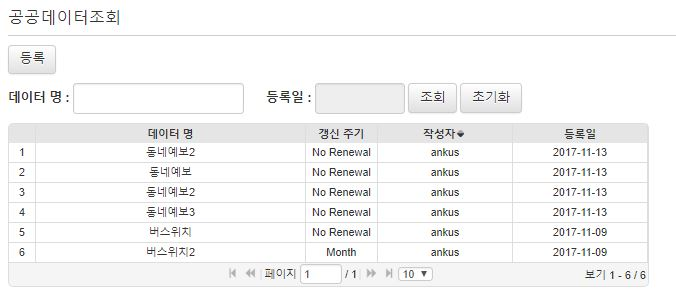 공공데이터조회
등록
데이터 명 : 등록일 : 조회 초기화
데이터 명 갱신 주기 작성자 등록일
1 동네예보2 No Renewal ankus 2017-11-13
2 동네예보 No Renewal ankus 2017-11-13
3 동네예보2 No Renewal ankus 2017-11-13
4 동네예보3 No Renewal ankus 2017-11-13
5 버스위치 No Renewal ankus 2017-11-09
6 버스위치2 Month ankus 2017-11-09
페이지 1 / 1 10 보기 1 - 6 / 6